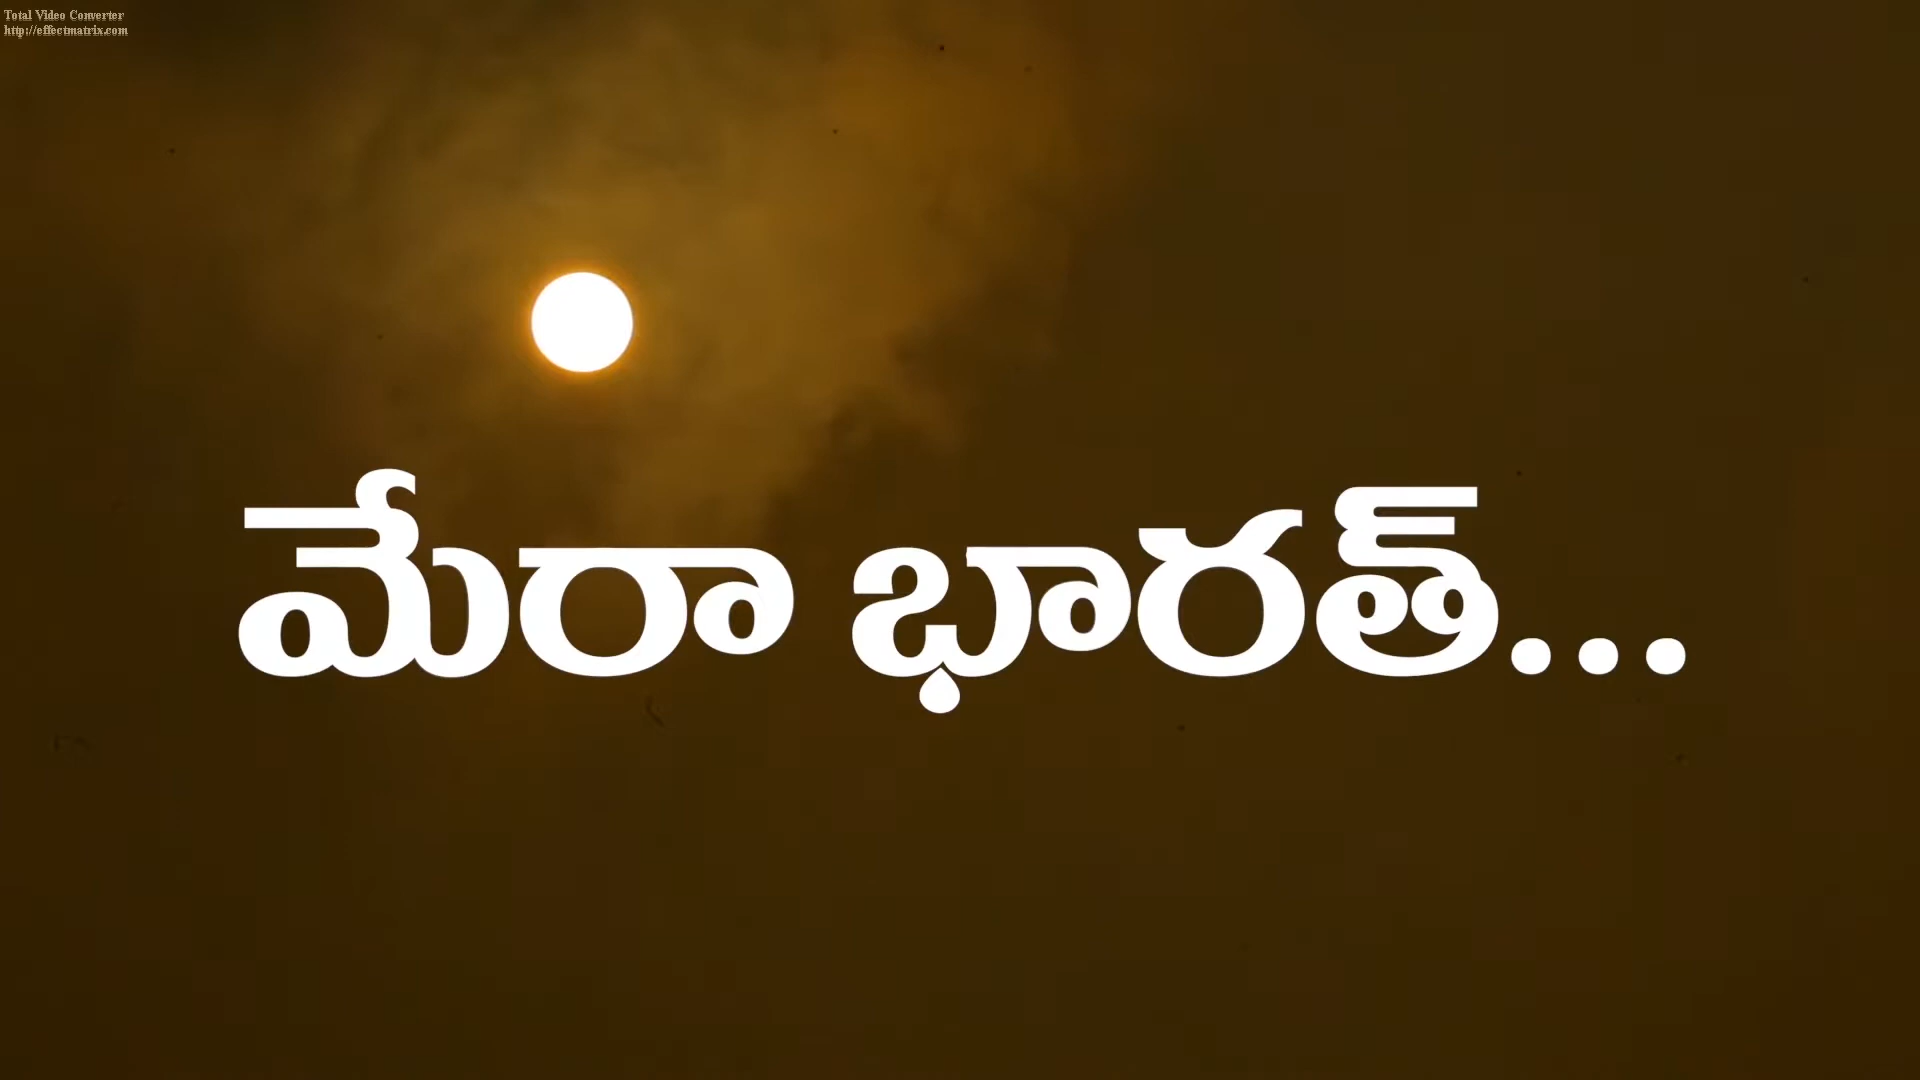 Total Video Converter
http://effectmatrix.com
మేరా భారత్...